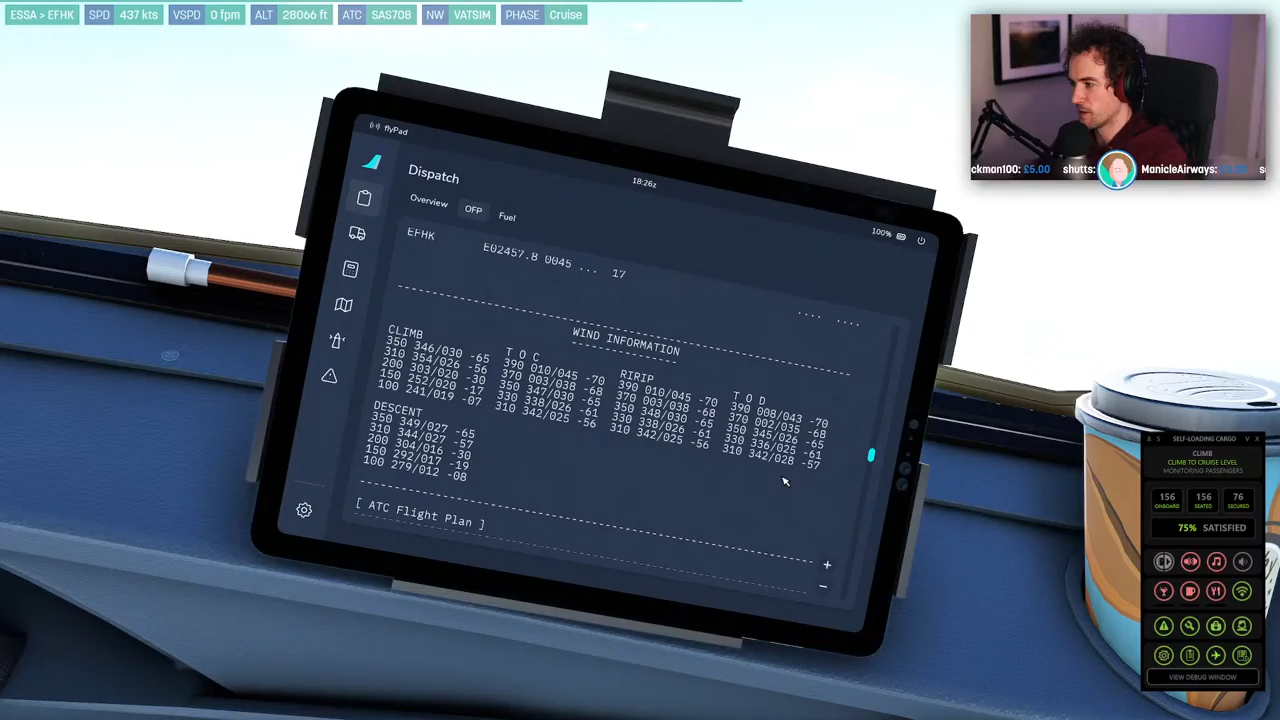 ESSA > EFHK SPD 437 kts VSPD 0 fpm ALT 28066 ft ATC SAS708 NW VATSIM PHASE Cruise
ckman100: £5.00 shutts: ManicleAirways:
flyPad
18:26z
100%
Dispatch
Overview OFP Fuel
EFHK E02457.8 0045 ... 17
.... ....
WIND INFORMATION
CLIMB T O C RIRIP T O D
350 346/030 -65 390 010/045 -70 390 010/045 -70 390 008/043 -70
310 354/026 -56 370 003/038 -68 370 003/038 -68 370 002/035 -68
200 303/020 -30 350 347/030 -65 350 348/030 -65 350 345/026 -65
150 252/020 -17 330 338/026 -61 330 338/026 -61 330 336/025 -61
100 241/019 -07 310 342/025 -56 310 342/025 -56 310 342/028 -57
DESCENT
350 349/027 -65
310 344/027 -57
200 304/016 -30
150 292/017 -19
100 279/012 -08
[ ATC Flight Plan ]
+
−
SELF-LOADING CARGO
CLIMB
CLIMB TO CRUISE LEVEL
MONITORING PASSENGERS
156 156 76
ONBOARD SEATED SECURED
75% SATISFIED
VIEW DEBUG WINDOW